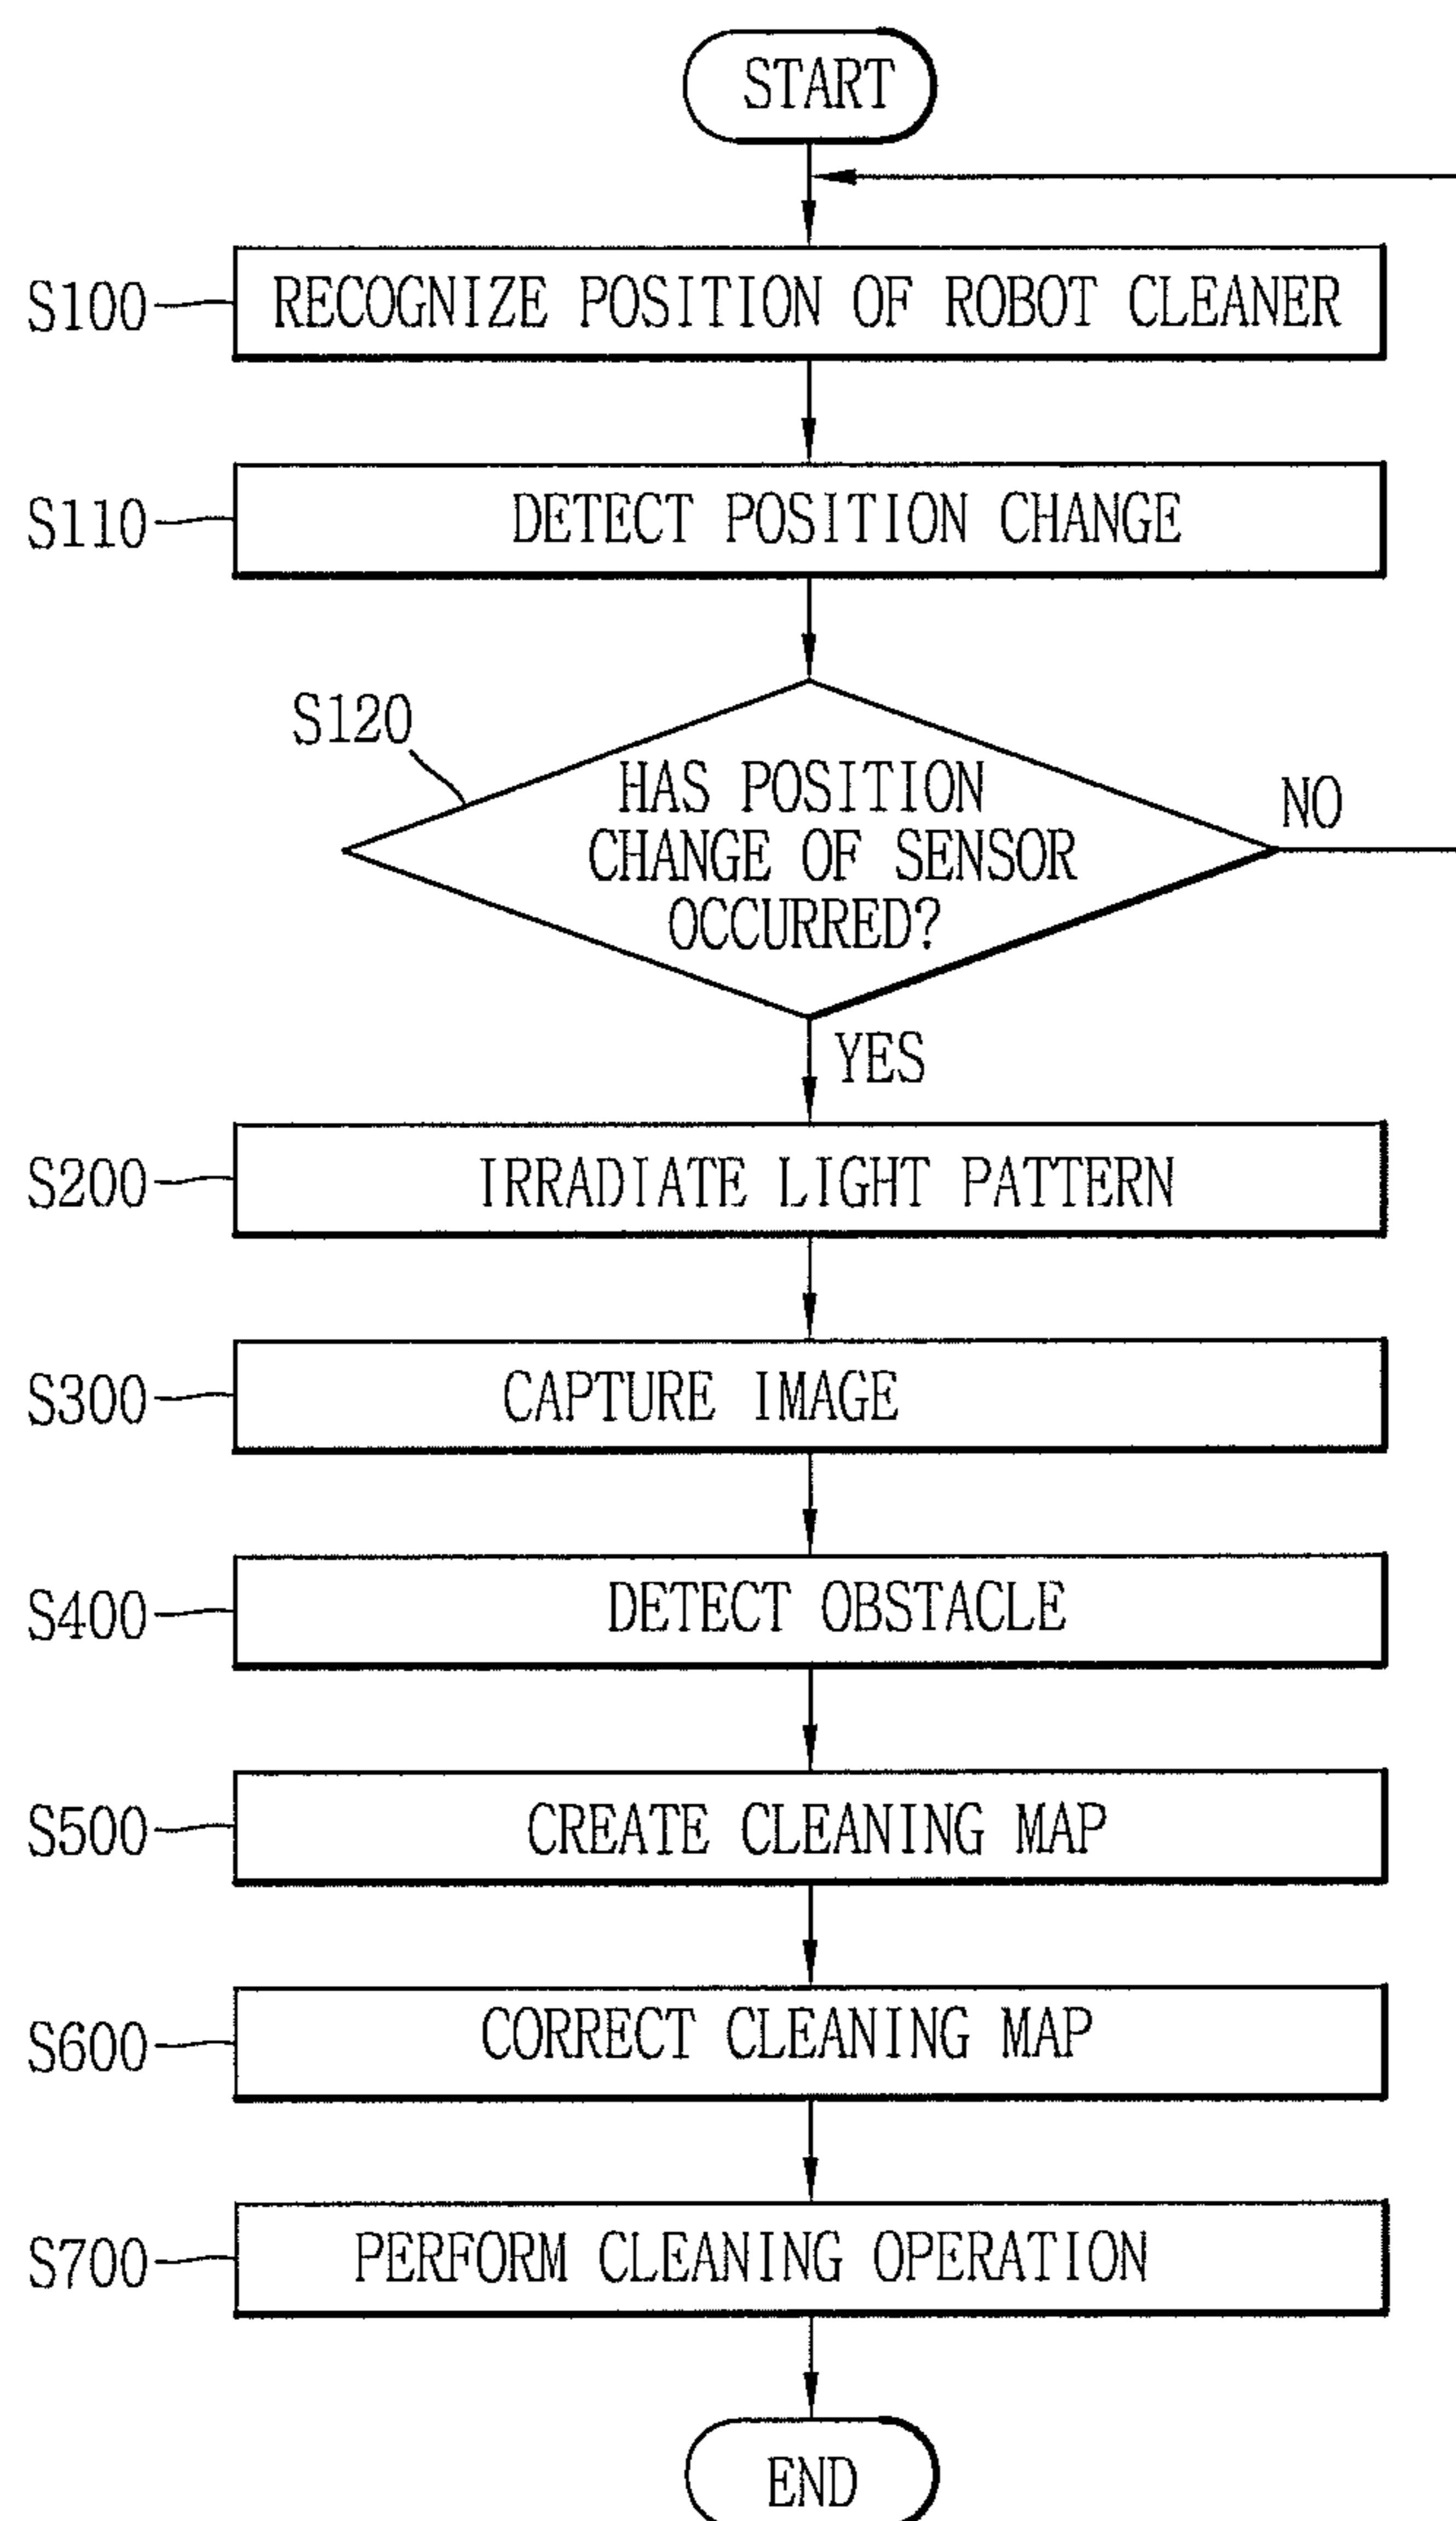 START
S100
RECOGNIZE POSITION OF ROBOT CLEANER
S110
DETECT POSITION CHANGE
S120
HAS POSITION
CHANGE OF SENSOR
OCCURRED?
NO
YES
S200
IRRADIATE LIGHT PATTERN
S300
CAPTURE IMAGE
S400
DETECT OBSTACLE
S500
CREATE CLEANING MAP
S600
CORRECT CLEANING MAP
S700
PERFORM CLEANING OPERATION
END